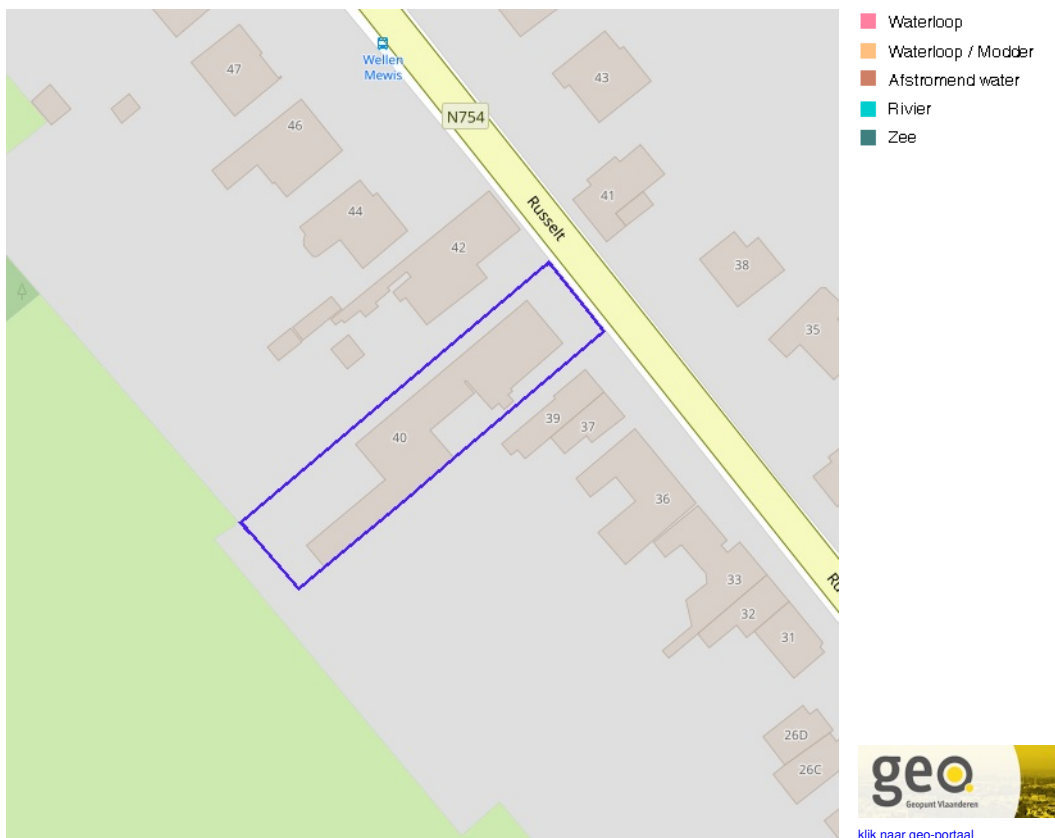 Wellen
Mewis
47
43
N754
46
41
44
Russelt
42
38
35
39
37
40
36
33
32
31
26D
26C
Waterloop
Waterloop / Modder
Afstromend water
Rivier
Zee
geo.
Geopunt Vlaanderen
klik naar geo-portaal